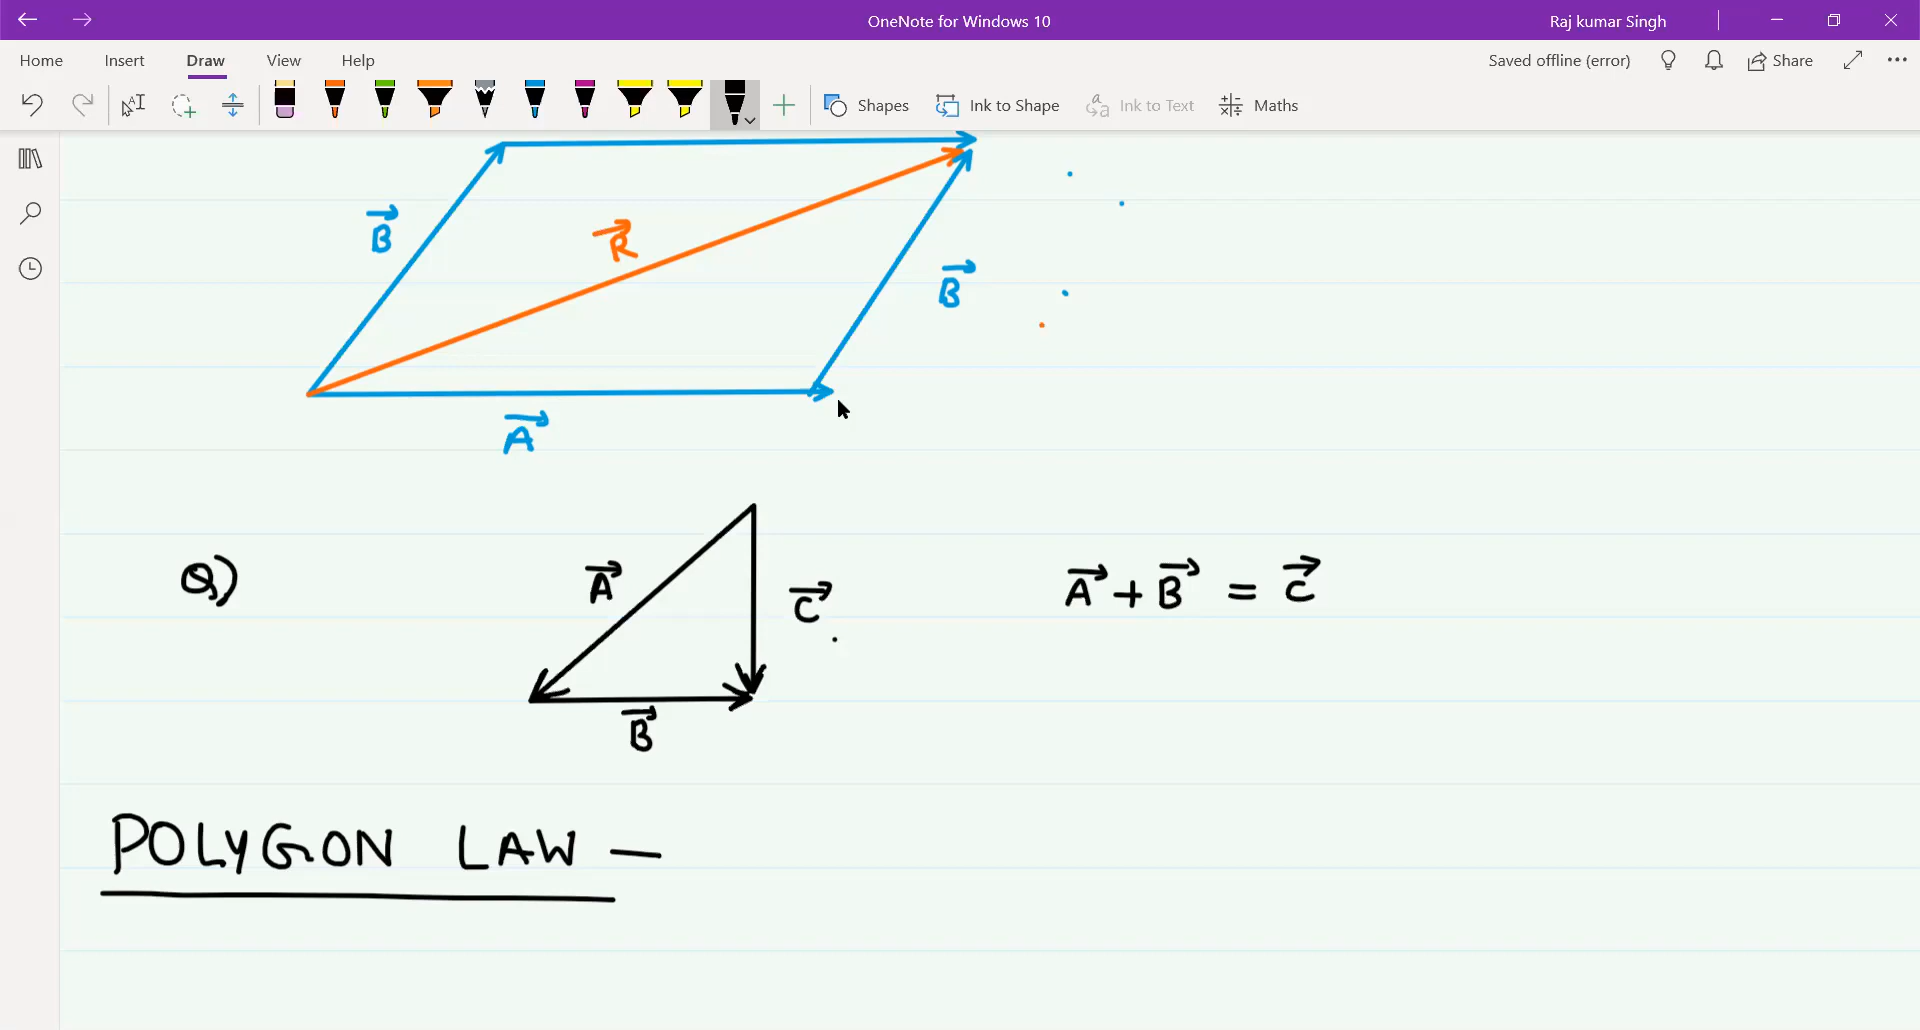 OneNote for Windows 10
Raj kumar Singh
Home Insert Draw View Help
Saved offline (error)
Share
Shapes
Ink to Shape
Ink to Text
Maths
B⃗
R⃗
B⃗
A⃗
Q)
A⃗
C⃗
A⃗ + B⃗ = C⃗
B⃗
POLYGON LAW —